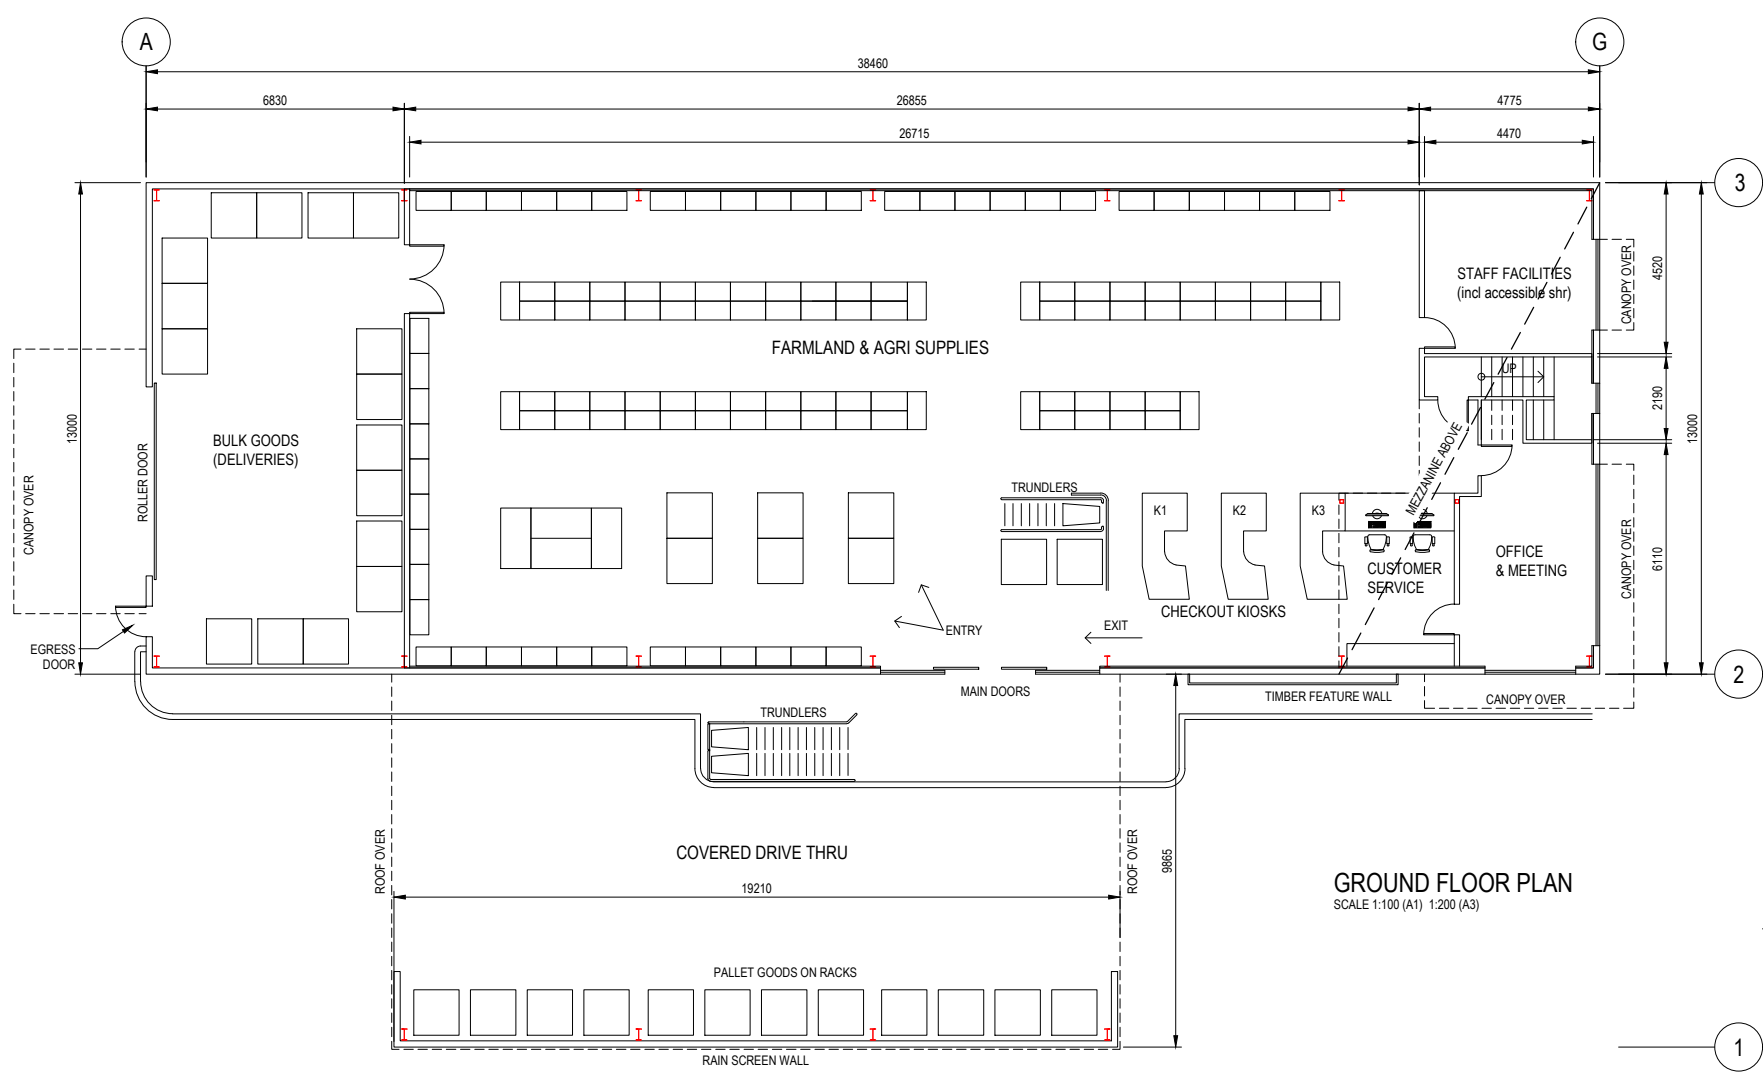 A
G
38460
6830
26855
4775
26715
4470
3
STAFF FACILITIES
(incl accessible shr)
CANOPY OVER
4520
FARMLAND & AGRI SUPPLIES
UP
2190
13000
13000
BULK GOODS
(DELIVERIES)
ROLLER DOOR
CANOPY OVER
MEZZANINE ABOVE
TRUNDLERS
K1
K2
K3
OFFICE
& MEETING
CUSTOMER
SERVICE
CANOPY OVER
6110
CHECKOUT KIOSKS
ENTRY
EXIT
EGRESS
DOOR
2
MAIN DOORS
TIMBER FEATURE WALL
CANOPY OVER
TRUNDLERS
ROOF OVER
COVERED DRIVE THRU
ROOF OVER
9865
19210
GROUND FLOOR PLAN
SCALE 1:100 (A1) 1:200 (A3)
PALLET GOODS ON RACKS
RAIN SCREEN WALL
1